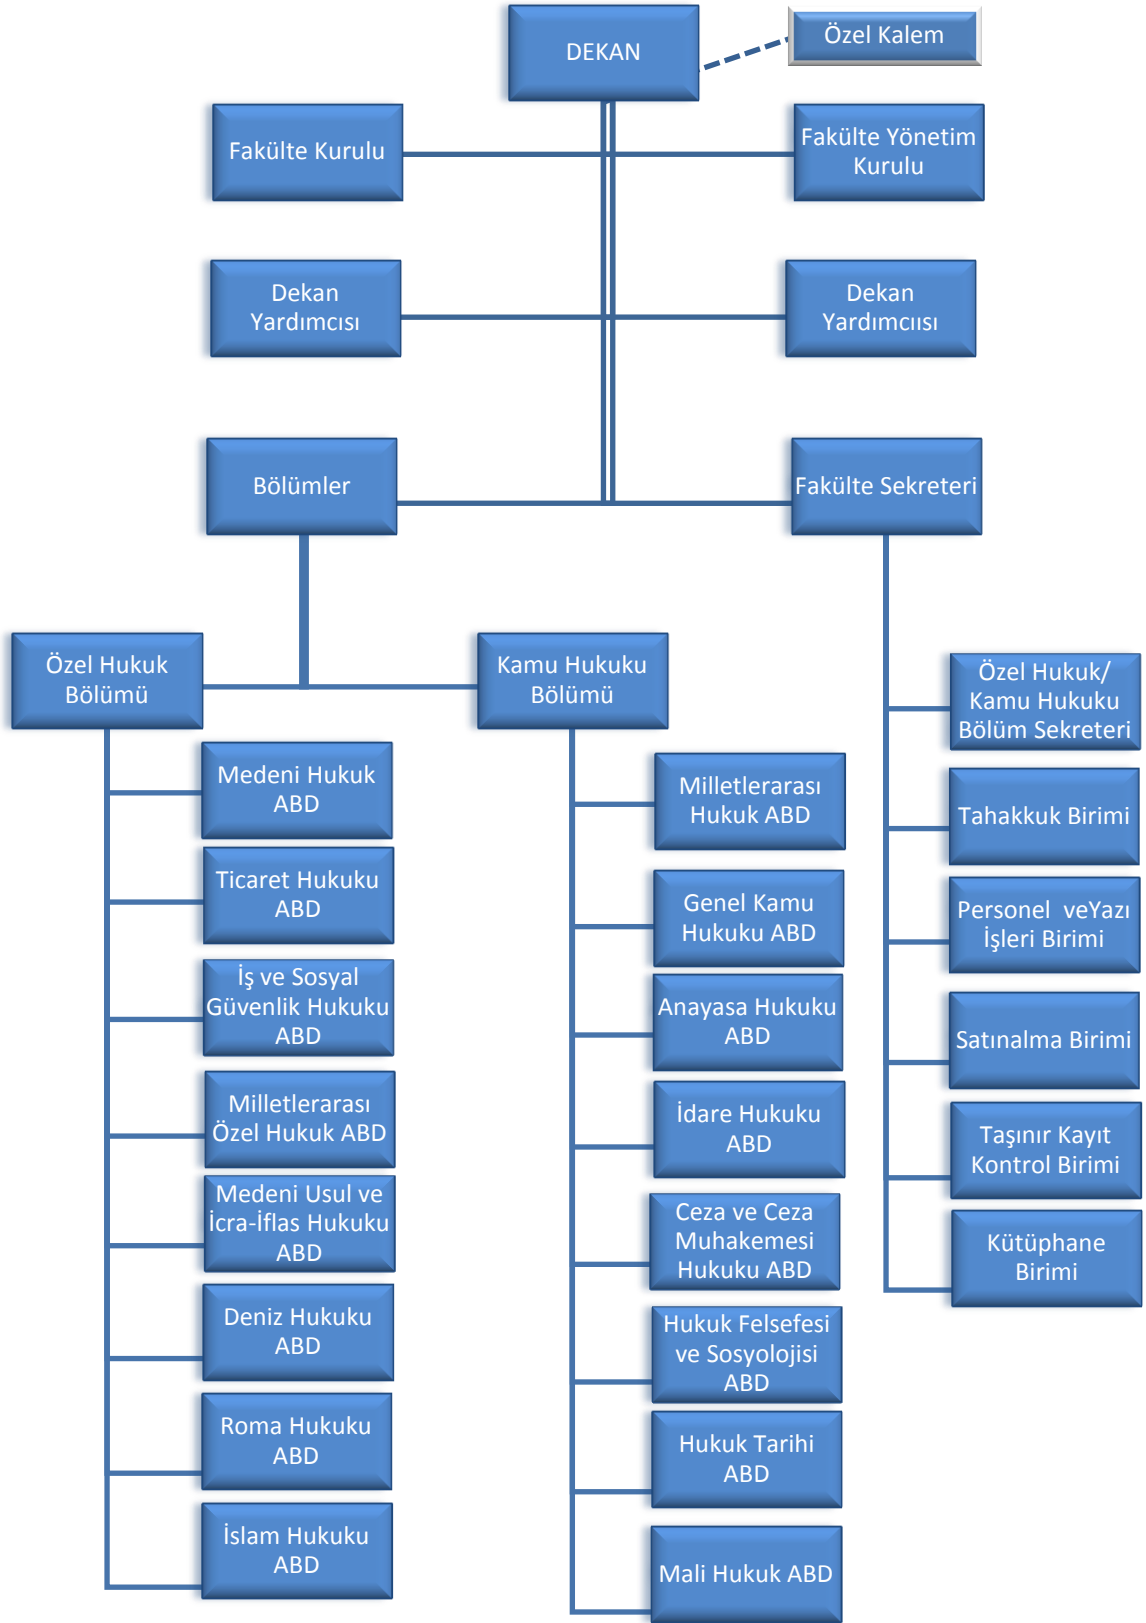 DEKAN
Özel Kalem
Fakülte Kurulu
Fakülte Yönetim
Kurulu
Dekan
Yardımcısı
Dekan
Yardımcıısı
Bölümler
Fakülte Sekreteri
Özel Hukuk
Bölümü
Medeni Hukuk
ABD
Ticaret Hukuku
ABD
İş ve Sosyal
Güvenlik Hukuku
ABD
Milletlerarası
Özel Hukuk ABD
Medeni Usul ve
İcra-İflas Hukuku
ABD
Deniz Hukuku
ABD
Roma Hukuku
ABD
İslam Hukuku
ABD
Kamu Hukuku
Bölümü
Milletlerarası
Hukuk ABD
Genel Kamu
Hukuku ABD
Anayasa Hukuku
ABD
İdare Hukuku
ABD
Ceza ve Ceza
Muhakemesi
Hukuku ABD
Hukuk Felsefesi
ve Sosyolojisi
ABD
Hukuk Tarihi
ABD
Mali Hukuk ABD
Özel Hukuk/
Kamu Hukuku
Bölüm Sekreteri
Tahakkuk Birimi
Personel  veYazı
İşleri Birimi
Satınalma Birimi
Taşınır Kayıt
Kontrol Birimi
Kütüphane
Birimi